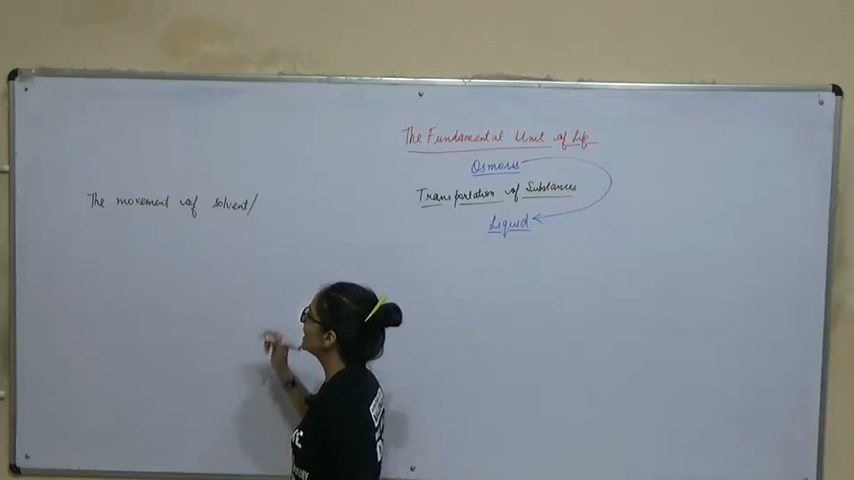 The Fundamental Unit of Life
Osmosis
Transportation of Substances
Liquid
The movement of solvent/